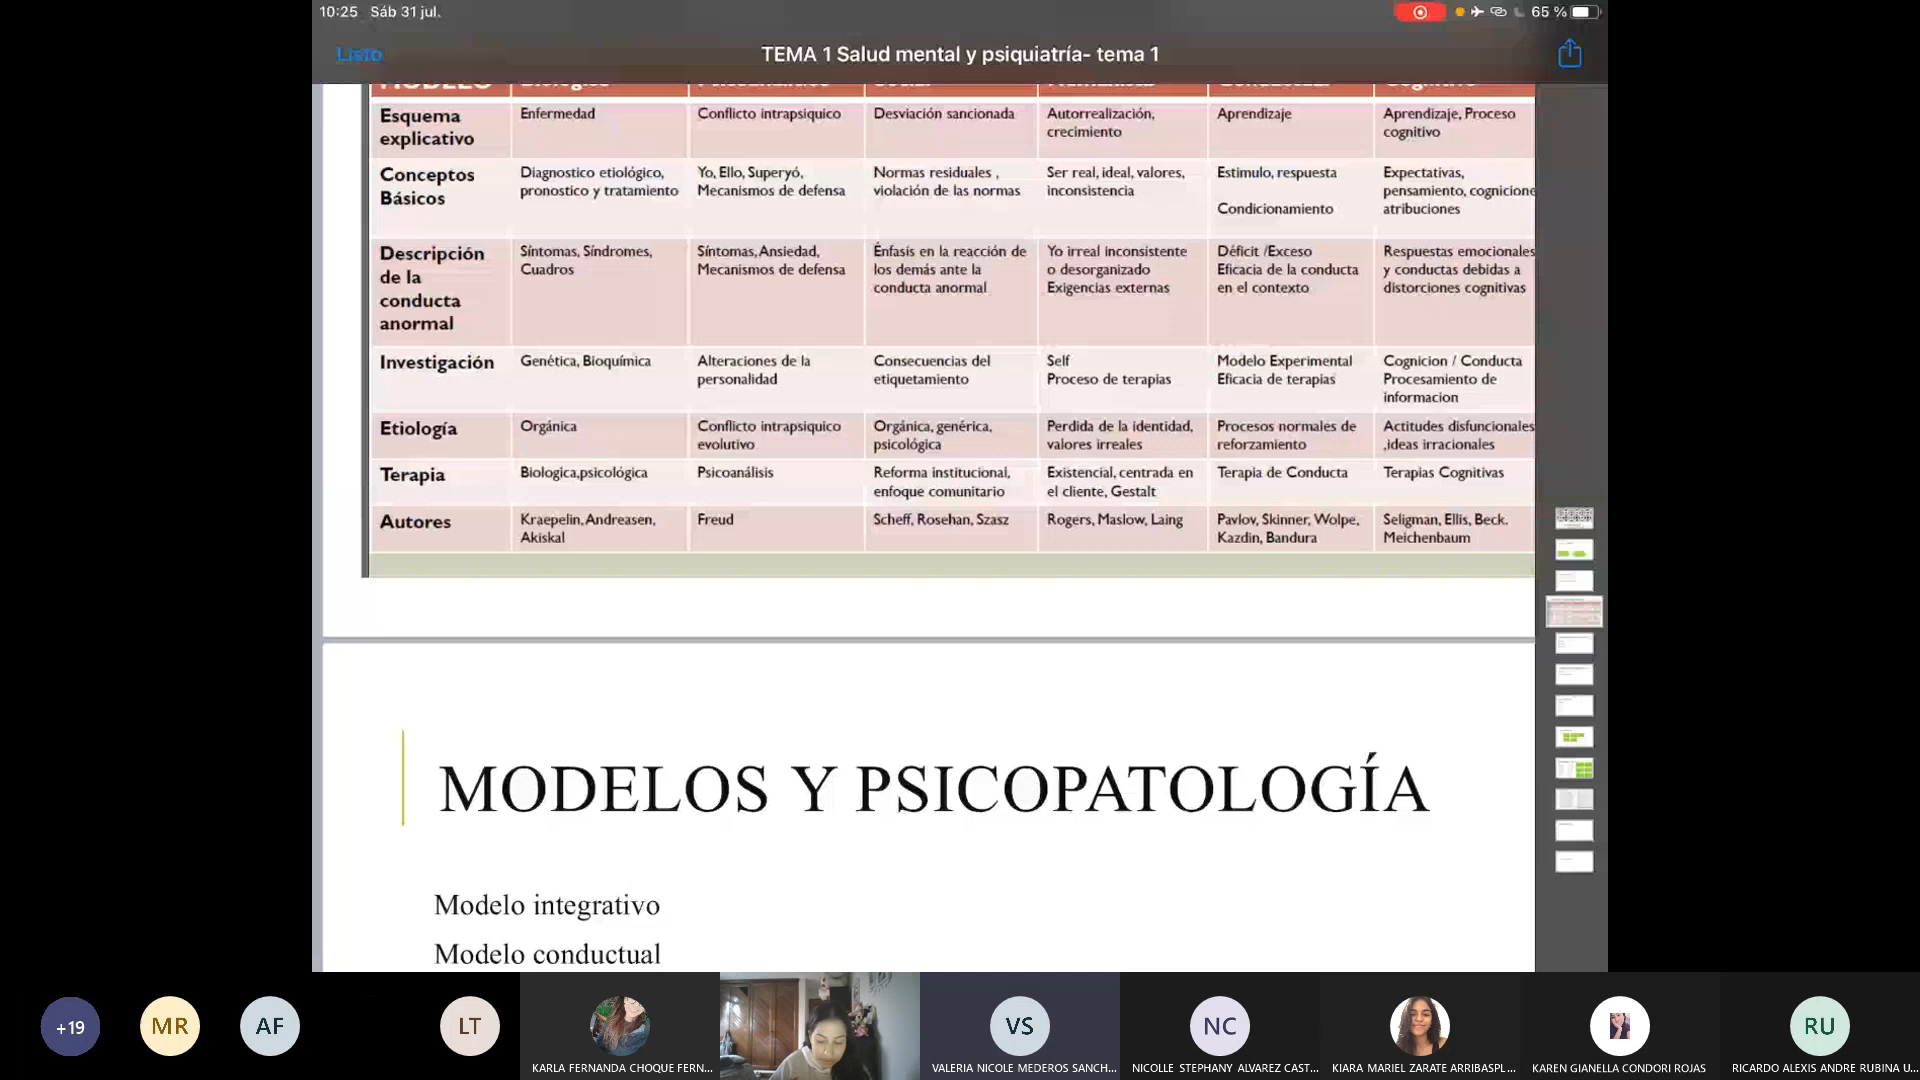 10:25 Sáb 31 jul.
65 %
Listo
TEMA 1 Salud mental y psiquiatría- tema 1
Esquema explicativo
Enfermedad
Conflicto intrapsiquico
Desviación sancionada
Autorrealización,
crecimiento
Aprendizaje
Aprendizaje, Proceso
cognitivo
Conceptos
Básicos
Diagnostico etiológico,
pronostico y tratamiento
Yo, Ello, Superyó,
Mecanismos de defensa
Normas residuales ,
violación de las normas
Ser real, ideal, valores,
inconsistencia
Estimulo, respuesta
Condicionamiento
Expectativas,
pensamiento, cognicione
atribuciones
Descripción
de la
conducta
anormal
Síntomas, Síndromes,
Cuadros
Síntomas, Ansiedad,
Mecanismos de defensa
Énfasis en la reacción de
los demás ante la
conducta anormal
Yo irreal inconsistente
o desorganizado
Exigencias externas
Déficit /Exceso
Eficacia de la conducta
en el contexto
Respuestas emocionales
y conductas debidas a
distorciones cognitivas
Investigación
Genética, Bioquímica
Alteraciones de la
personalidad
Consecuencias del
etiquetamiento
Self
Proceso de terapias
Modelo Experimental
Eficacia de terapias
Cognicion / Conducta
Procesamiento de
informacion
Etiología
Orgánica
Conflicto intrapsiquico
evolutivo
Orgánica, genérica,
psicológica
Perdida de la identidad,
valores irreales
Procesos normales de
reforzamiento
Actitudes disfuncionales
,ideas irracionales
Terapia
Biologica,psicológica
Psicoanálisis
Reforma institucional,
enfoque comunitario
Existencial, centrada en
el cliente, Gestalt
Terapia de Conducta
Terapias Cognitivas
Autores
Kraepelin, Andreasen,
Akiskal
Freud
Scheff, Rosehan, Szasz
Rogers, Maslow, Laing
Pavlov, Skinner, Wolpe,
Kazdin, Bandura
Seligman, Ellis, Beck.
Meichenbaum
MODELOS Y PSICOPATOLOGÍA
Modelo integrativo
Modelo conductual
+19
MR
AF
LT
VS
NC
RU
KARLA FERNANDA CHOQUE FERN...
VALERIA NICOLE MEDEROS SANCH...
NICOLLE STEPHANY ALVAREZ CAST...
KIARA MARIEL ZARATE ARRIBASPL...
KAREN GIANELLA CONDORI ROJAS
RICARDO ALEXIS ANDRE RUBINA U...